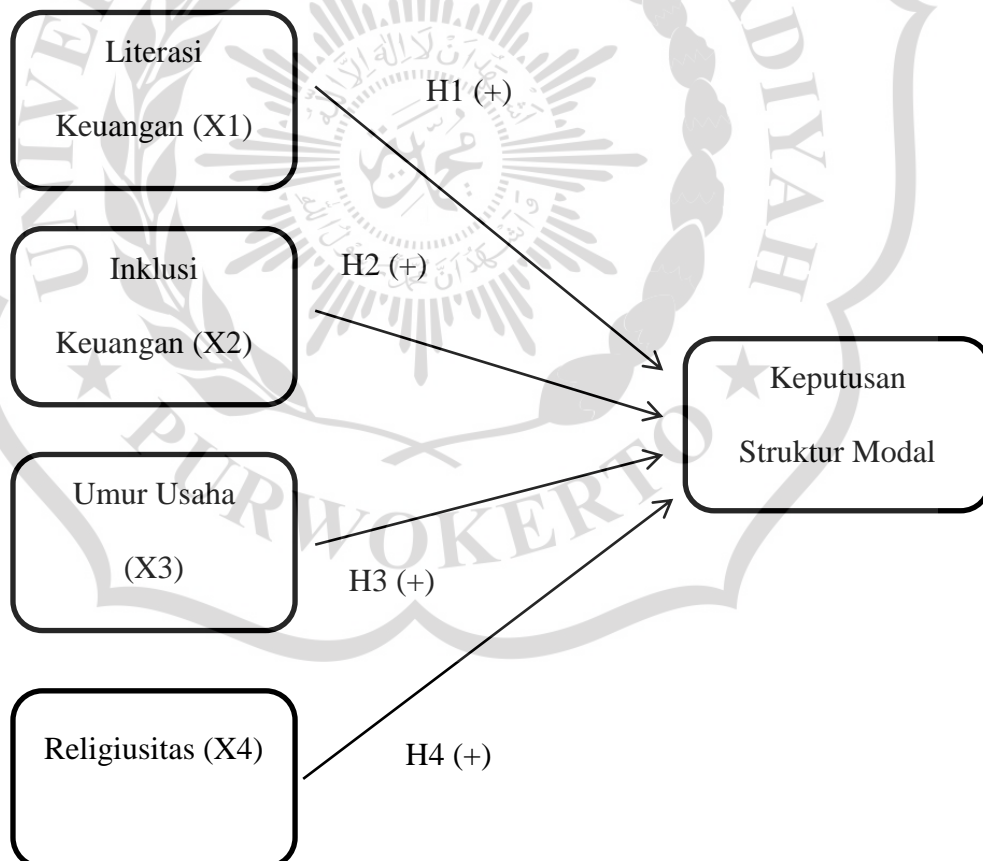 Literasi
Keuangan (X1)
H1 (+)
Inklusi
Keuangan (X2)
H2 (+)
Umur Usaha
(X3)
H3 (+)
Religiusitas (X4)
H4 (+)
Keputusan
Struktur Modal
PURWOKERTO